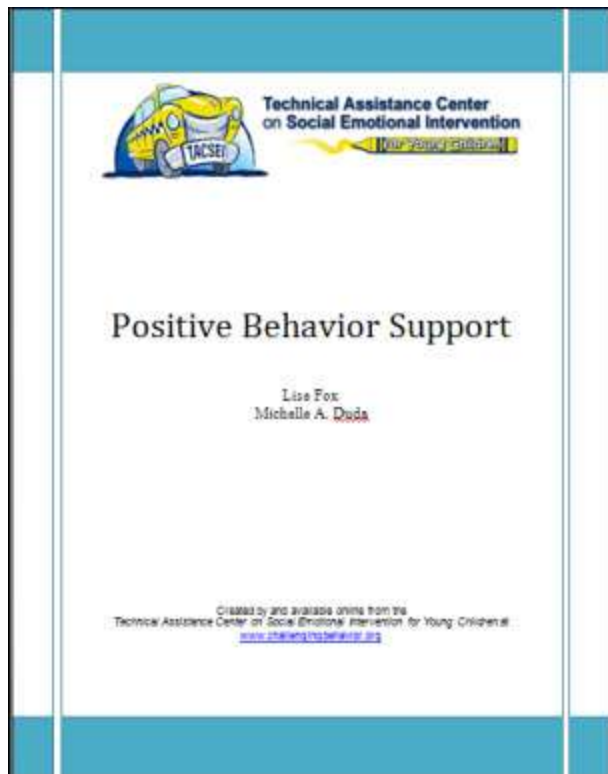 TACSEI
Technical Assistance Center
on Social Emotional Intervention
for Young Children
Positive Behavior Support
Lise Fox
Michelle A. Duda
Created by and available online from the
Technical Assistance Center on Social Emotional Intervention for Young Children at
www.challengingbehavior.org